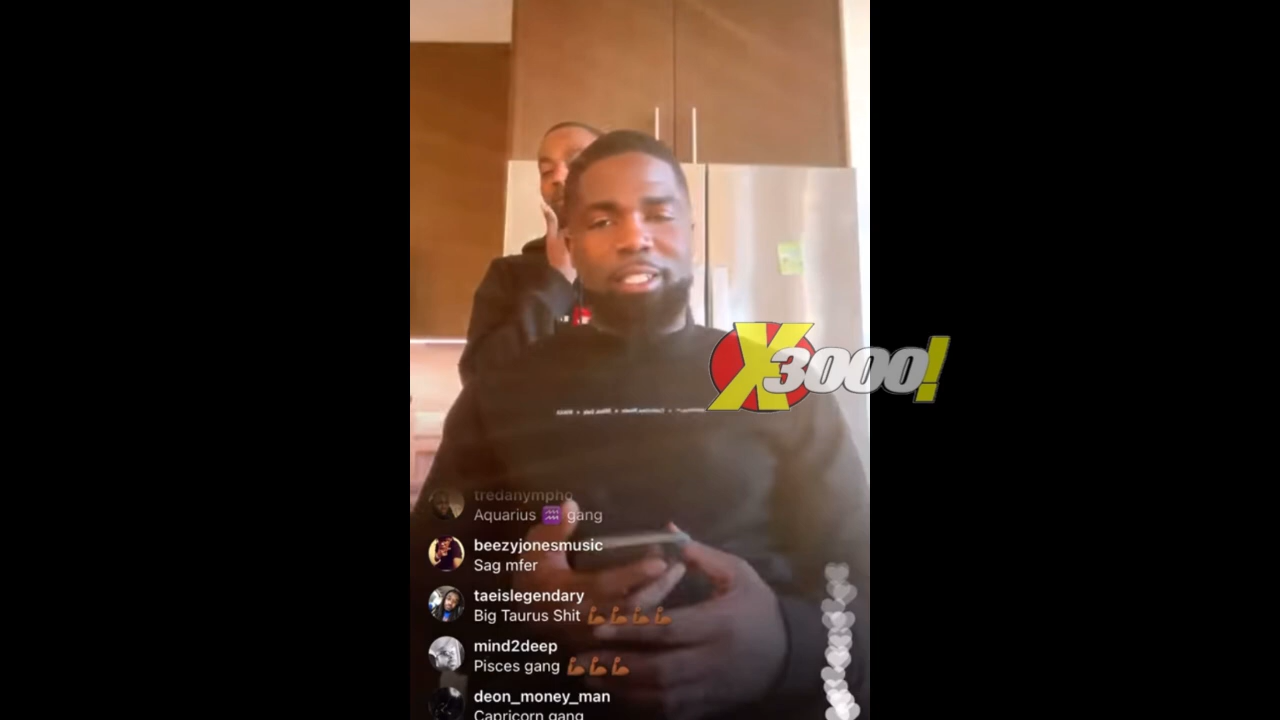 X3000!
tredanympho
Aquarius ♒ gang
beezyjonesmusic
Sag mfer
taeislegendary
Big Taurus Shit 💪🏾💪🏾💪🏾💪🏾
mind2deep
Pisces gang 💪🏾💪🏾💪🏾
deon_money_man
Capricorn gang